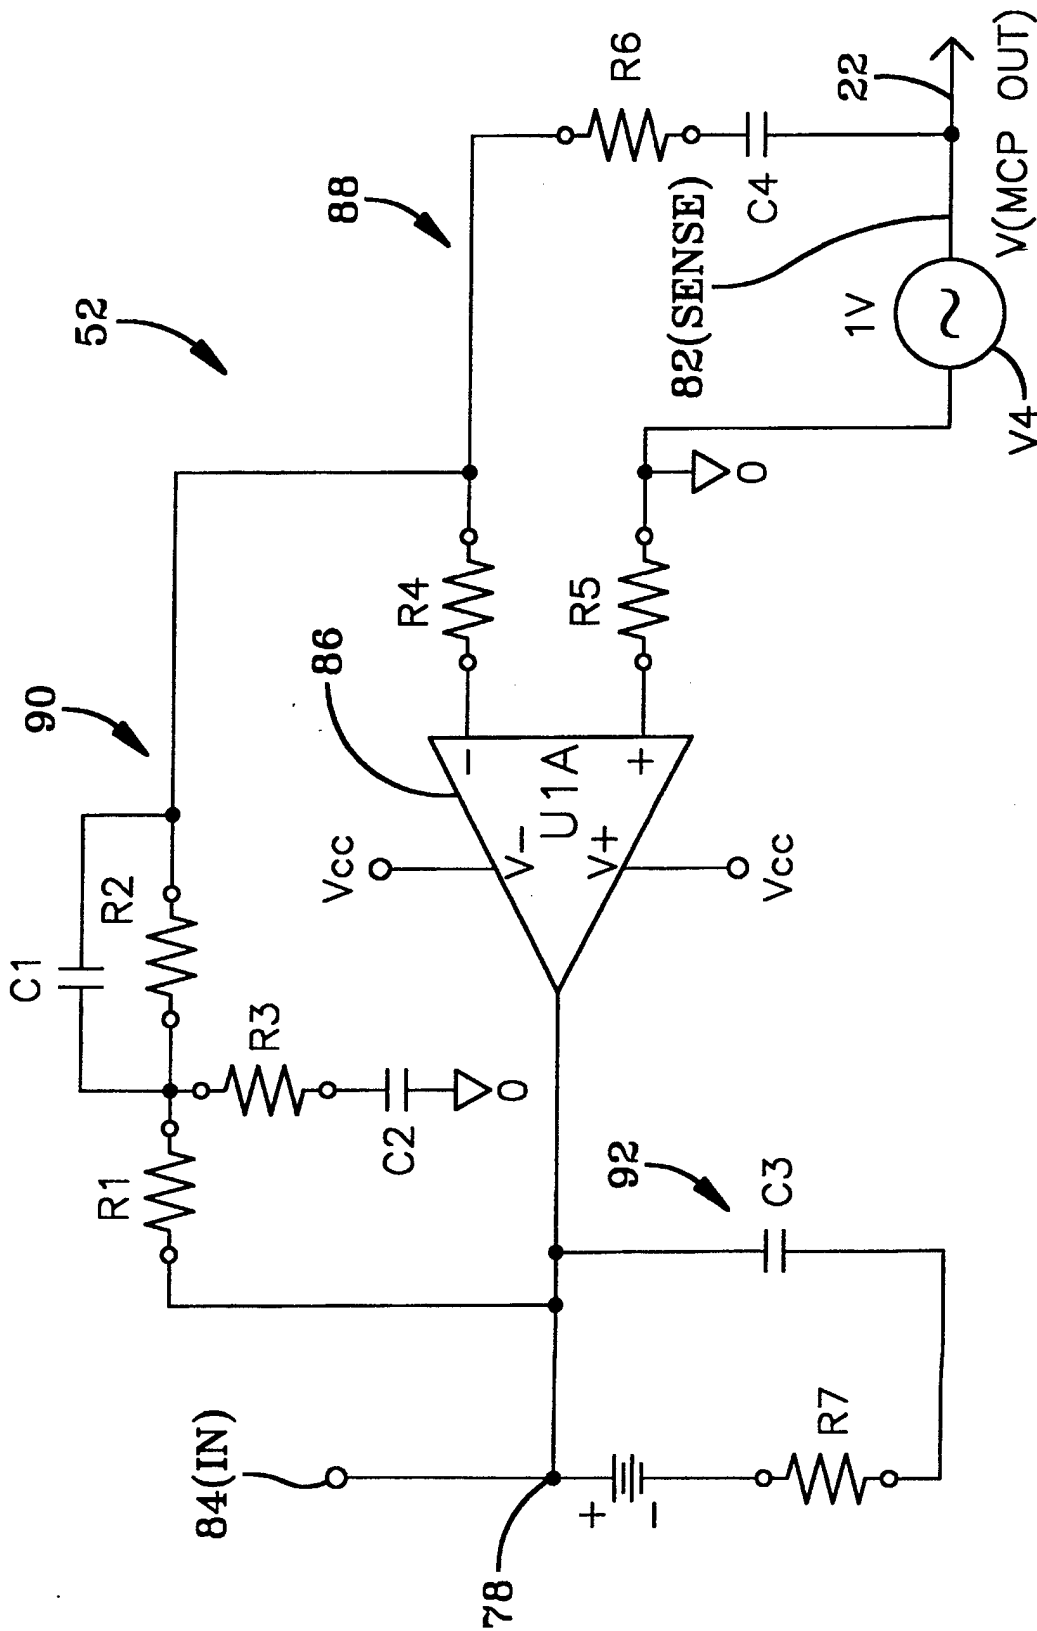 52
90
88
C1
R1
R2
R3
C2
0
84(IN)
78
+
-
R7
92
C3
Vcc
V-
U1A
V+
-
+
Vcc
86
R4
R5
0
R6
C4
82(SENSE)
22
1V
V4
V(MCP OUT)